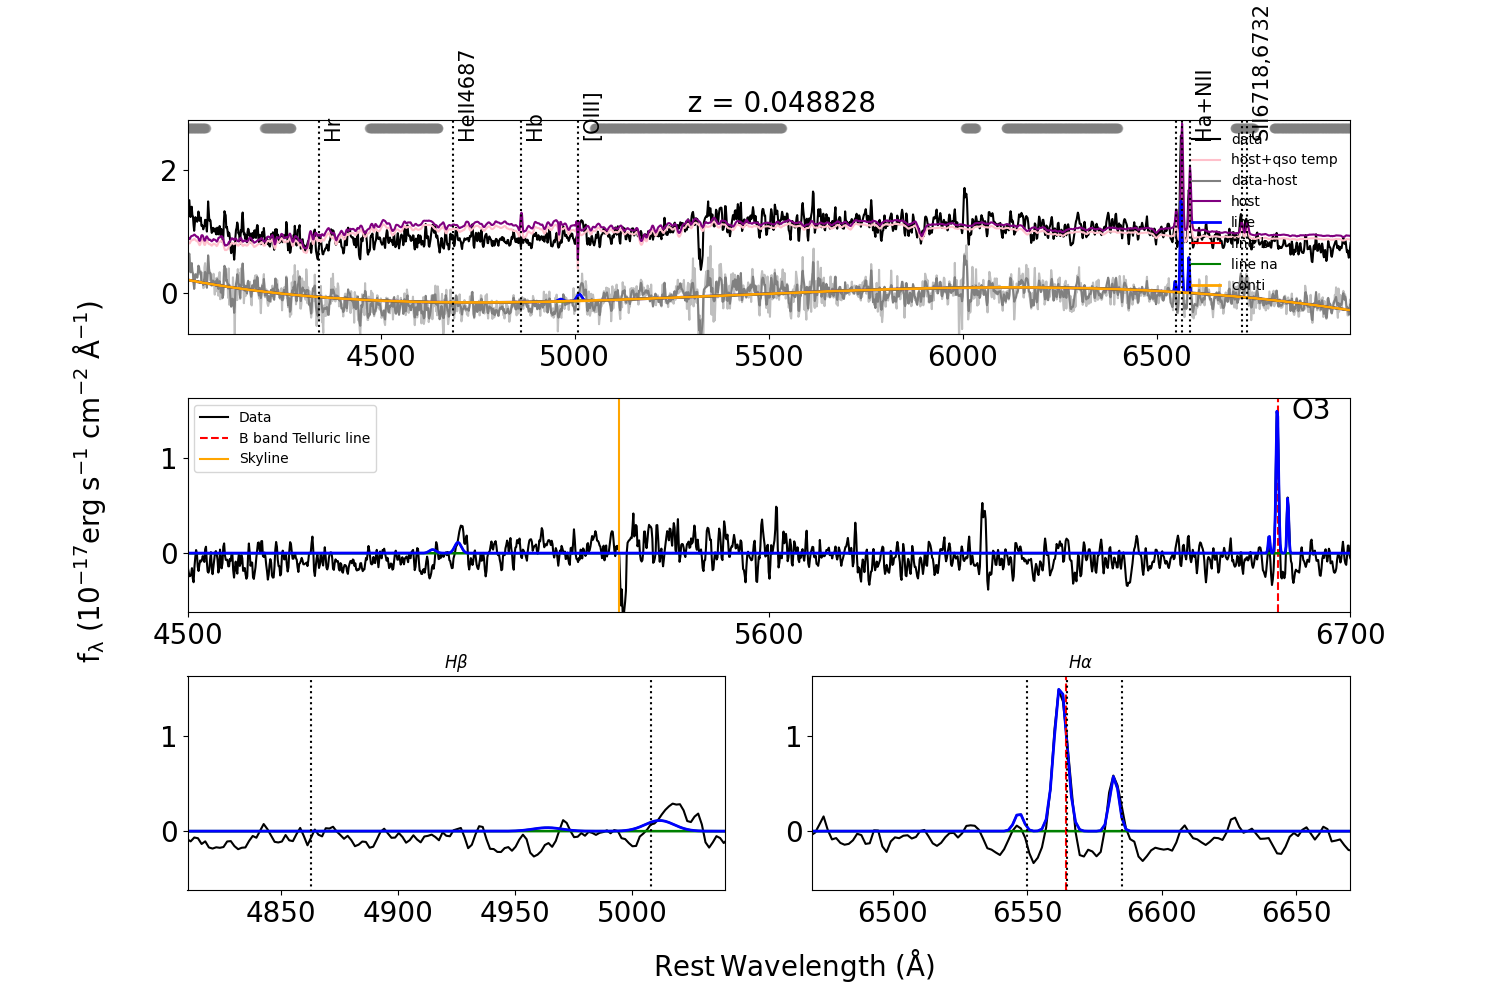 Hr
HeII4687
Hb
[OIII]
Ha+NII
SII6718,6732
z = 0.048828
data
host+qso temp
data-host
host
line
line na
conti
2
0
4500
5000
5500
6000
6500
fλ (10−17erg s−1 cm−2 Å−1)
Data
B band Telluric line
Skyline
O3
1
0
4500
5600
6700
Hβ
Hα
1
0
4850
4900
4950
5000
1
0
6500
6550
6600
6650
Rest Wavelength (Å)